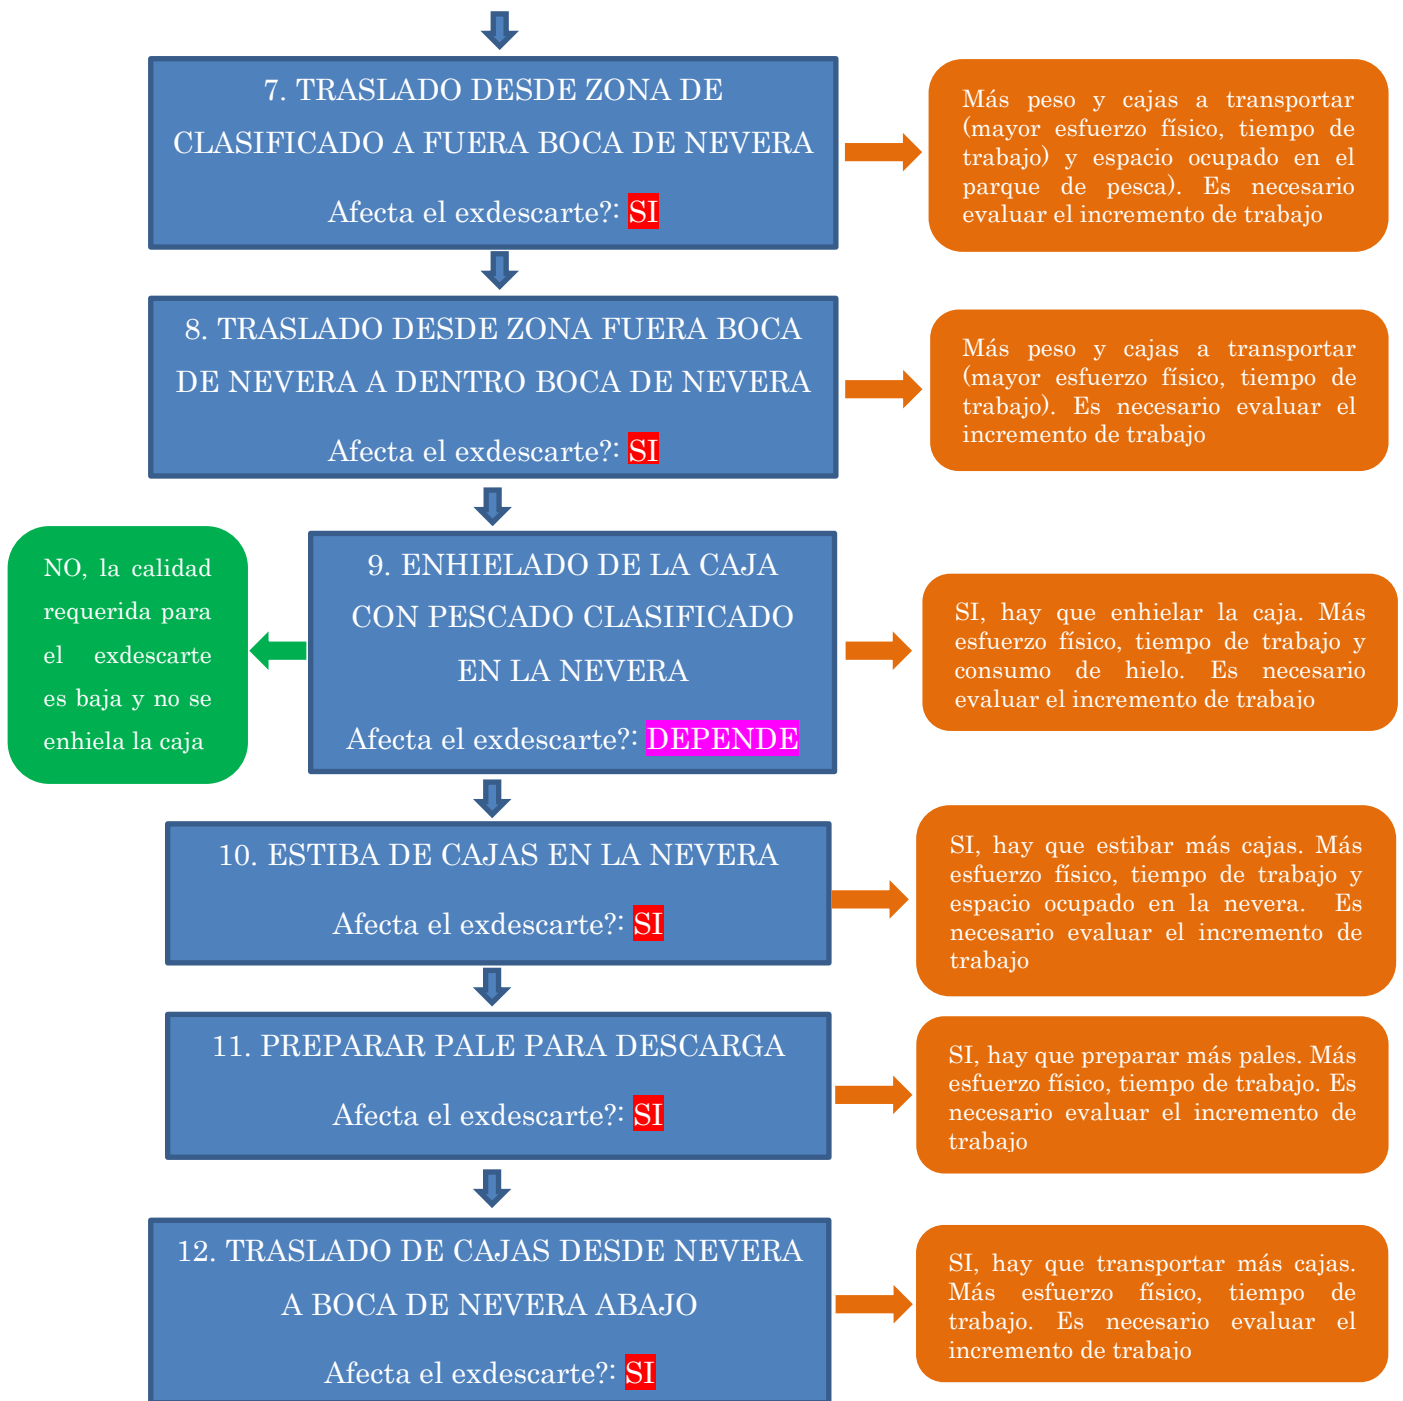 7. TRASLADO DESDE ZONA DE
CLASIFICADO A FUERA BOCA DE NEVERA
Afecta el exdescarte?: SI
Más peso y cajas a transportar
(mayor esfuerzo físico, tiempo de
trabajo) y espacio ocupado en el
parque de pesca). Es necesario
evaluar el incremento de trabajo
8. TRASLADO DESDE ZONA FUERA BOCA
DE NEVERA A DENTRO BOCA DE NEVERA
Afecta el exdescarte?: SI
Más peso y cajas a transportar
(mayor esfuerzo físico, tiempo de
trabajo). Es necesario evaluar el
incremento de trabajo
NO, la calidad
requerida para
el exdescarte
es baja y no se
enhiela la caja
9. ENHIELADO DE LA CAJA
CON PESCADO CLASIFICADO
EN LA NEVERA
Afecta el exdescarte?: DEPENDE
SI, hay que enhielar la caja. Más
esfuerzo físico, tiempo de trabajo y
consumo de hielo. Es necesario
evaluar el incremento de trabajo
10. ESTIBA DE CAJAS EN LA NEVERA
Afecta el exdescarte?: SI
SI, hay que estibar más cajas. Más
esfuerzo físico, tiempo de trabajo y
espacio ocupado en la nevera. Es
necesario evaluar el incremento de
trabajo
11. PREPARAR PALE PARA DESCARGA
Afecta el exdescarte?: SI
SI, hay que preparar más pales. Más
esfuerzo físico, tiempo de trabajo. Es
necesario evaluar el incremento de
trabajo
12. TRASLADO DE CAJAS DESDE NEVERA
A BOCA DE NEVERA ABAJO
Afecta el exdescarte?: SI
SI, hay que transportar más cajas.
Más esfuerzo físico, tiempo de
trabajo. Es necesario evaluar el
incremento de trabajo